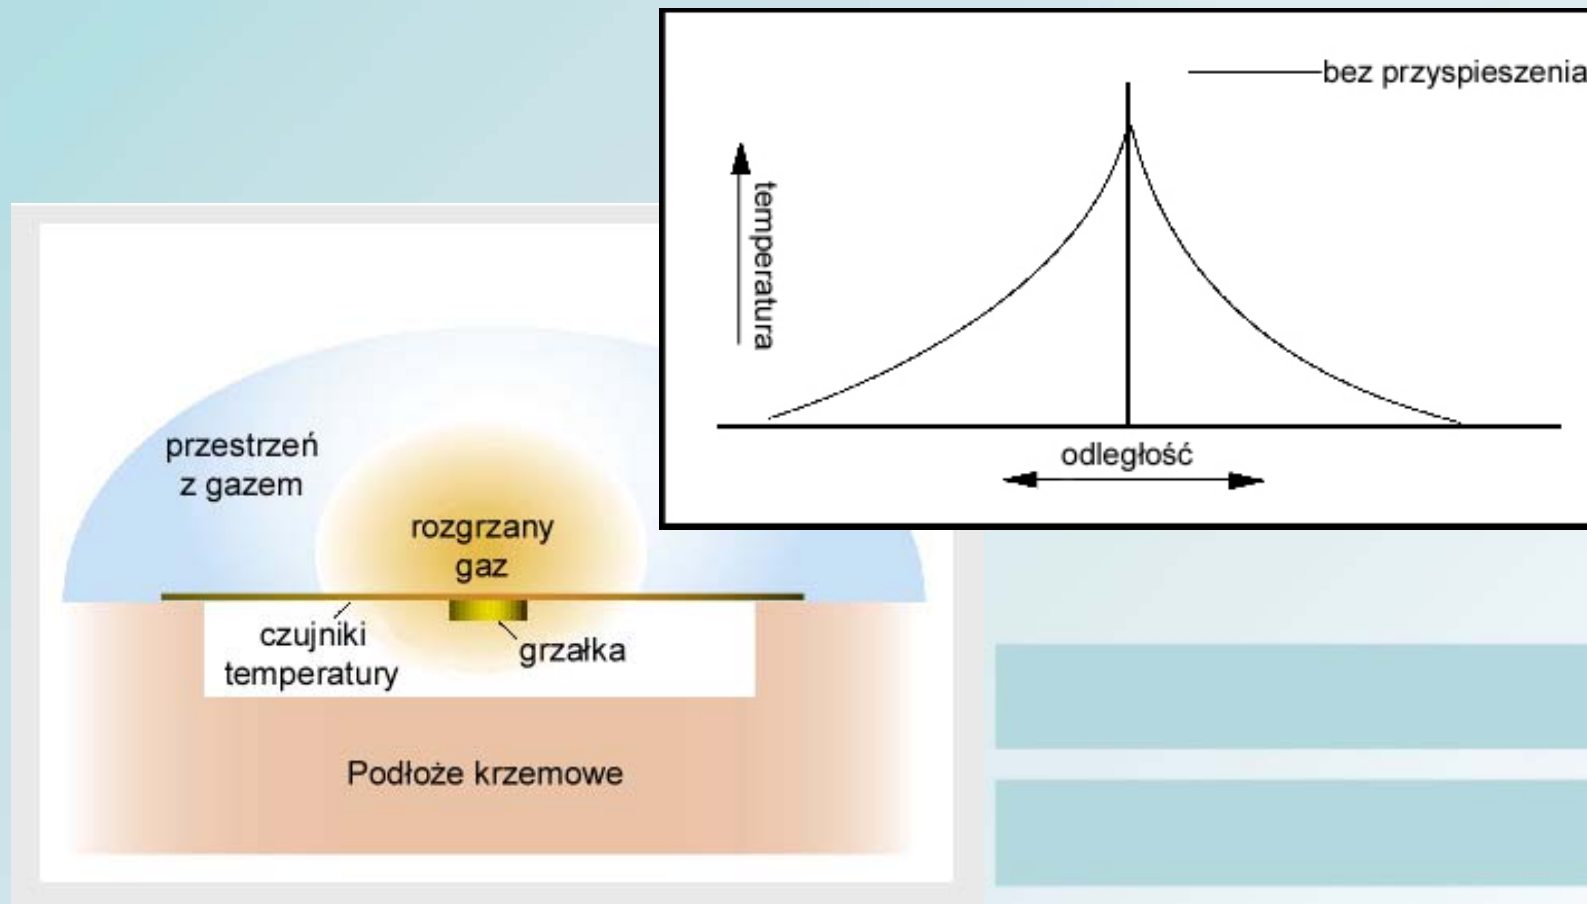 bez przyspieszenia
temperatura
odległość
przestrzeń
z gazem
rozgrzany
gaz
czujniki
temperatury
grzałka
Podłoże krzemowe